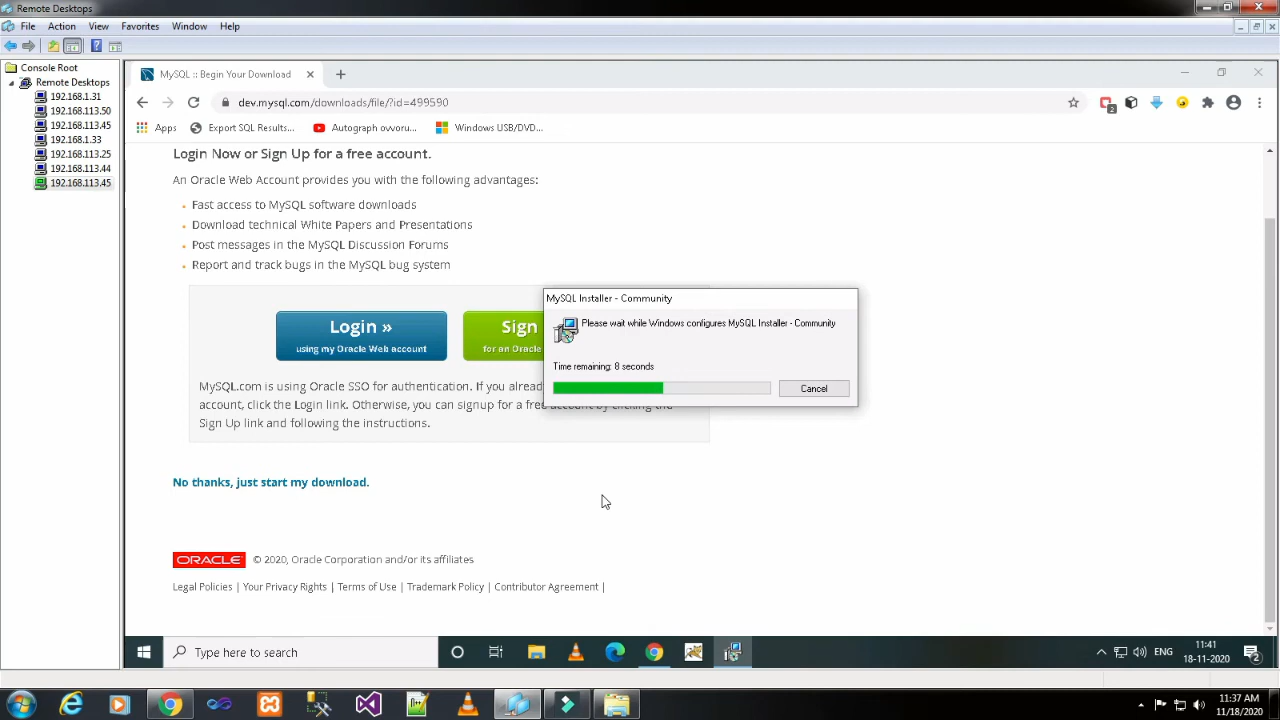 Remote Desktops
File Action View Favorites Window Help
Console Root
Remote Desktops
192.168.1.31
192.168.113.50
192.168.113.45
192.168.1.33
192.168.113.25
192.168.113.44
192.168.113.45
MySQL :: Begin Your Download
dev.mysql.com/downloads/file/?id=499590
2
Apps Export SQL Results... Autograph ovvoru... Windows USB/DVD...
Login Now or Sign Up for a free account.
An Oracle Web Account provides you with the following advantages:
Fast access to MySQL software downloads
Download technical White Papers and Presentations
Post messages in the MySQL Discussion Forums
Report and track bugs in the MySQL bug system
Login »
using my Oracle Web account
Sign
for an Oracle
MySQL Installer - Community
Please wait while Windows configures MySQL Installer - Community
Time remaining: 8 seconds
Cancel
MySQL.com is using Oracle SSO for authentication. If you already
account, click the Login link. Otherwise, you can signup for a free account by clicking the
Sign Up link and following the instructions.
No thanks, just start my download.
ORACLE © 2020, Oracle Corporation and/or its affiliates
Legal Policies | Your Privacy Rights | Terms of Use | Trademark Policy | Contributor Agreement |
Type here to search
ENG
11:41
18-11-2020
2
11:37 AM
11/18/2020